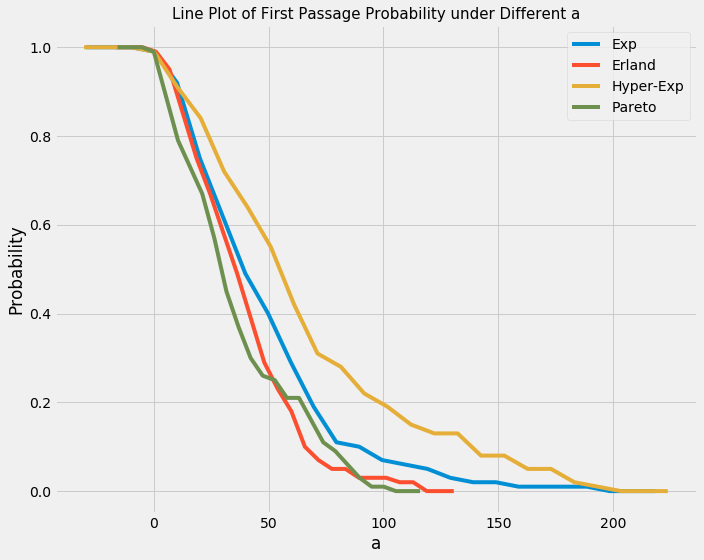 Line Plot of First Passage Probability under Different a
Exp
Erland
Hyper-Exp
Pareto
1.0
0.8
0.6
0.4
0.2
0.0
Probability
0 50 100 150 200
a